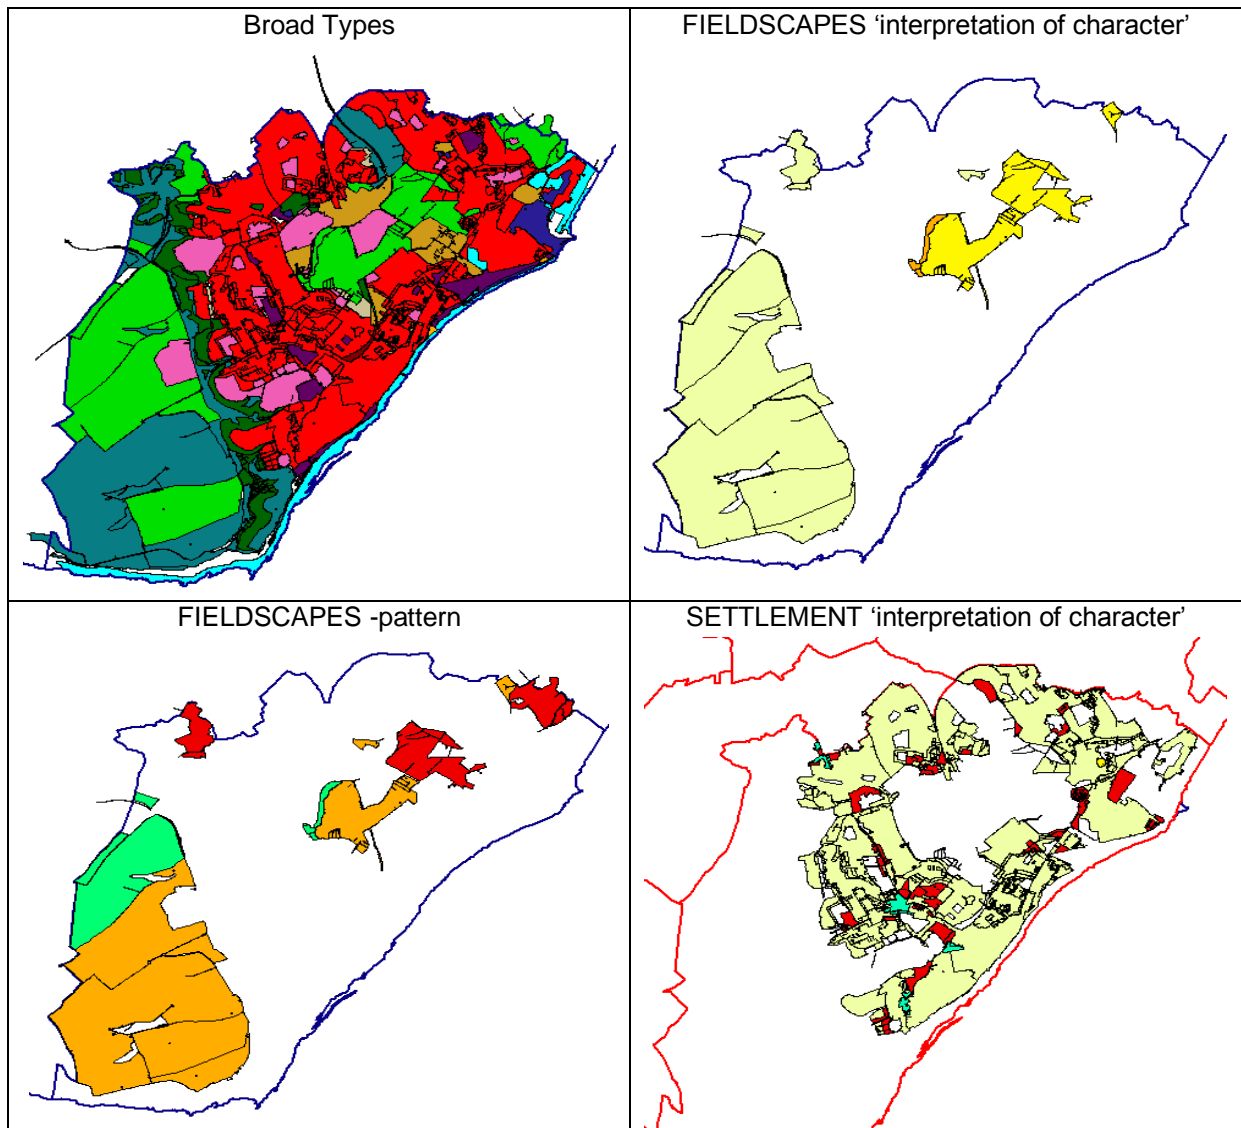 Broad Types
FIELDSCAPES ‘interpretation of character’
FIELDSCAPES -pattern
SETTLEMENT ‘interpretation of character’